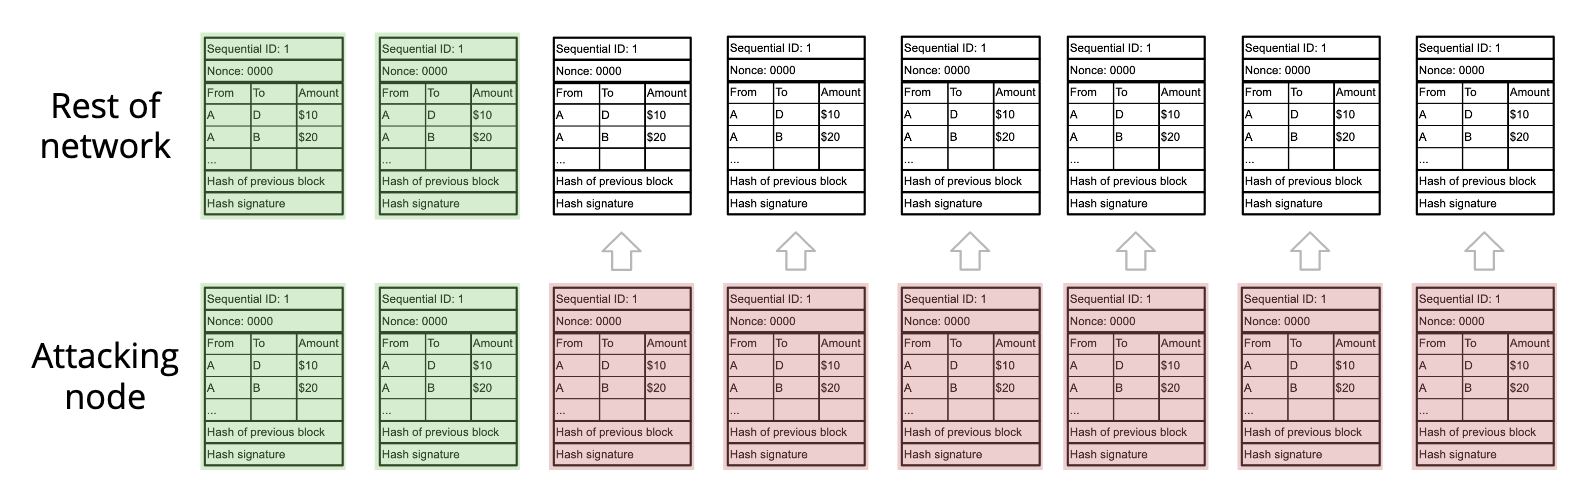 Rest of
network
Sequential ID: 1
Nonce: 0000
From To Amount
A D $10
A B $20
...
Hash of previous block
Hash signature
Sequential ID: 1
Nonce: 0000
From To Amount
A D $10
A B $20
...
Hash of previous block
Hash signature
Sequential ID: 1
Nonce: 0000
From To Amount
A D $10
A B $20
...
Hash of previous block
Hash signature
Sequential ID: 1
Nonce: 0000
From To Amount
A D $10
A B $20
...
Hash of previous block
Hash signature
Sequential ID: 1
Nonce: 0000
From To Amount
A D $10
A B $20
...
Hash of previous block
Hash signature
Sequential ID: 1
Nonce: 0000
From To Amount
A D $10
A B $20
...
Hash of previous block
Hash signature
Sequential ID: 1
Nonce: 0000
From To Amount
A D $10
A B $20
...
Hash of previous block
Hash signature
Sequential ID: 1
Nonce: 0000
From To Amount
A D $10
A B $20
...
Hash of previous block
Hash signature
Attacking
node
Sequential ID: 1
Nonce: 0000
From To Amount
A D $10
A B $20
...
Hash of previous block
Hash signature
Sequential ID: 1
Nonce: 0000
From To Amount
A D $10
A B $20
...
Hash of previous block
Hash signature
Sequential ID: 1
Nonce: 0000
From To Amount
A D $10
A B $20
...
Hash of previous block
Hash signature
Sequential ID: 1
Nonce: 0000
From To Amount
A D $10
A B $20
...
Hash of previous block
Hash signature
Sequential ID: 1
Nonce: 0000
From To Amount
A D $10
A B $20
...
Hash of previous block
Hash signature
Sequential ID: 1
Nonce: 0000
From To Amount
A D $10
A B $20
...
Hash of previous block
Hash signature
Sequential ID: 1
Nonce: 0000
From To Amount
A D $10
A B $20
...
Hash of previous block
Hash signature
Sequential ID: 1
Nonce: 0000
From To Amount
A D $10
A B $20
...
Hash of previous block
Hash signature